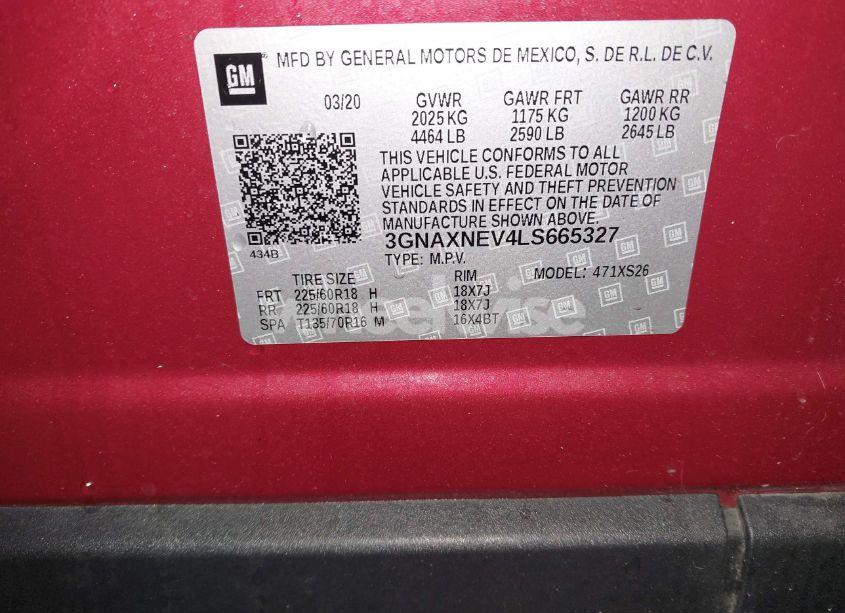 GM
MFD BY GENERAL MOTORS DE MEXICO, S. DE R.L. DE C.V.
03/20 GVWR GAWR FRT GAWR RR
2025 KG 1175 KG 1200 KG
4464 LB 2590 LB 2645 LB
THIS VEHICLE CONFORMS TO ALL
APPLICABLE U.S. FEDERAL MOTOR
VEHICLE SAFETY AND THEFT PREVENTION
STANDARDS IN EFFECT ON THE DATE OF
MANUFACTURE SHOWN ABOVE.
434B 3GNAXNEV4LS665327
TYPE: M.P.V. MODEL: 471XS26
TIRE SIZE RIM
FRT 225/60R18 H 18X7J
RR 225/60R18 H 18X7J
SPA T135/70R16 M 16X4BT